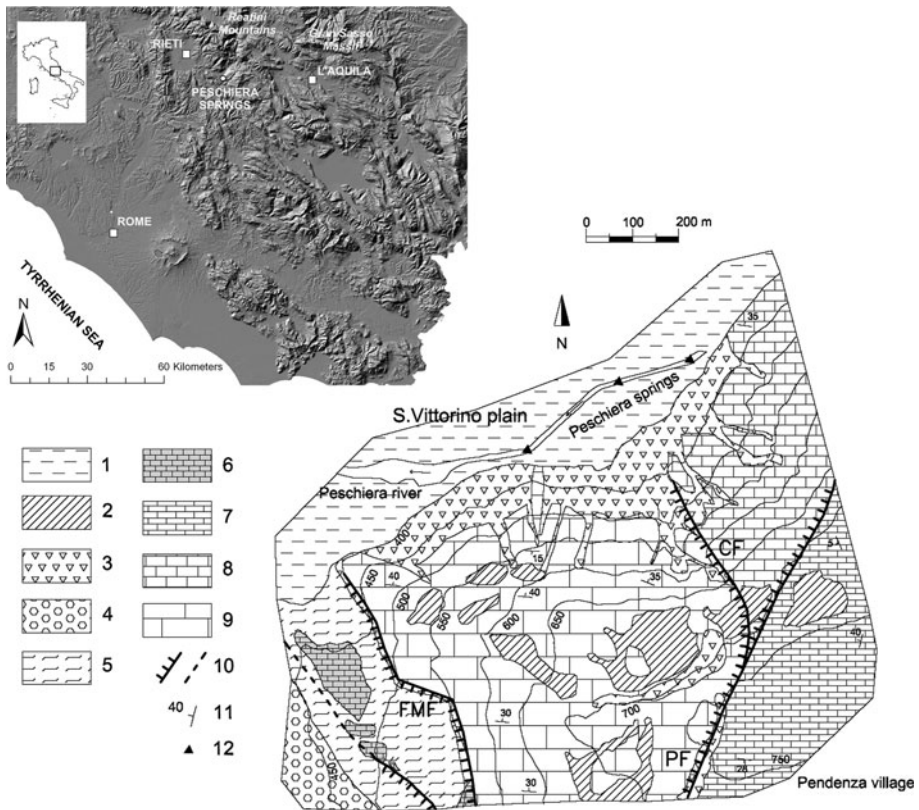 Reatini
Mountains
Gran Sasso
Massif
RIETI
L'AQUILA
PESCHIERA
SPRINGS
ROME
TYRRHENIAN SEA
N
0 15 30 60 Kilometers
0 100 200 m
N
S.Vittorino plain
Peschiera springs
Peschiera river
1
2
3
4
5
6
7
8
9
10
40 11
12
35
400
450
500
550
600
650
700
750
450
40
15
40
35
30
30
5
40
28
CF
FMF
PF
Pendenza village